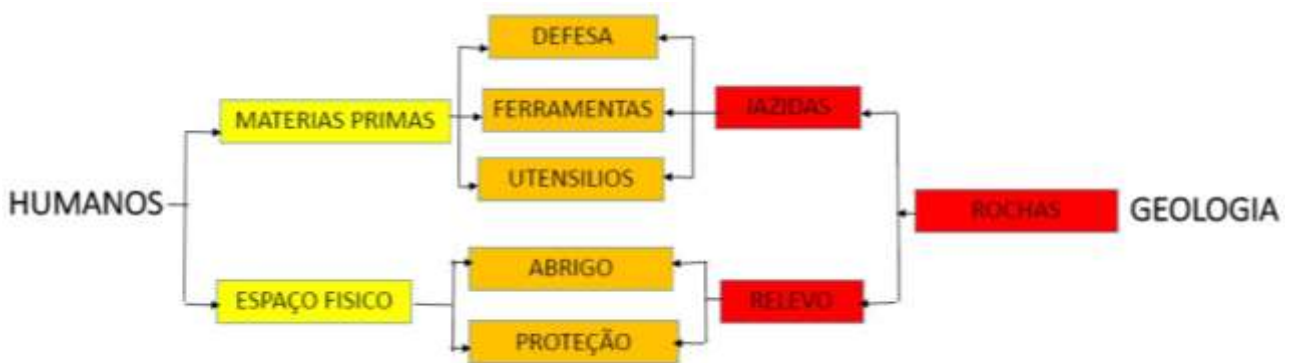 DEFESA
MATERIAS PRIMAS
FERRAMENTAS
JAZIDAS
UTENSILIOS
HUMANOS
ROCHAS
GEOLOGIA
ABRIGO
ESPAÇO FISICO
RELEVO
PROTEÇÃO